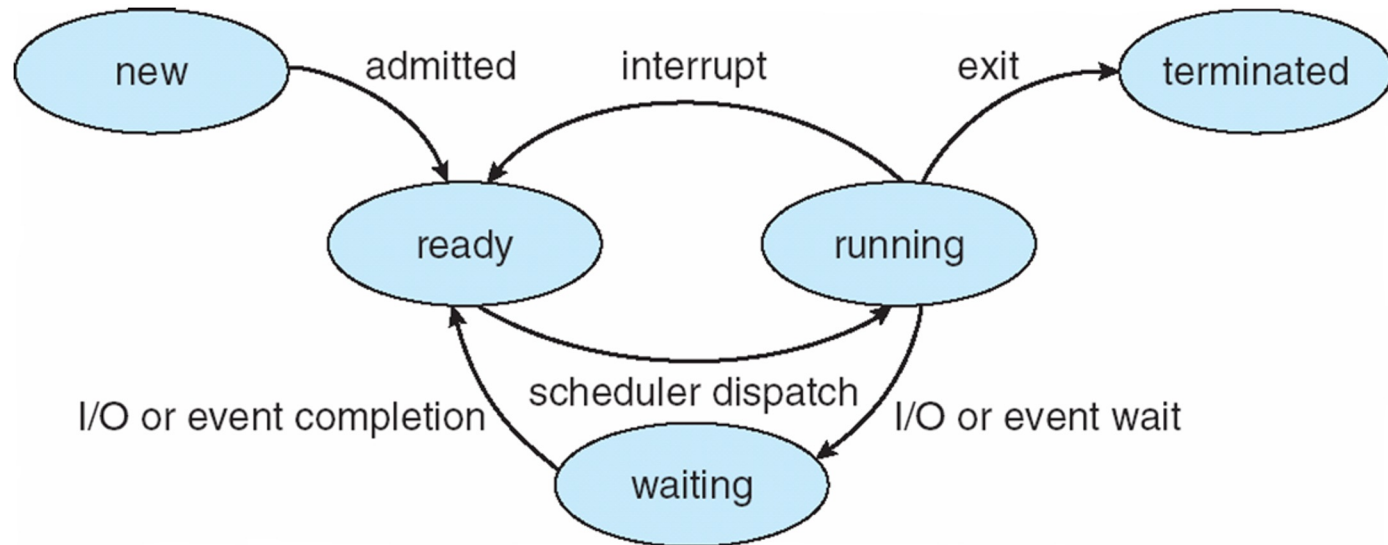 new
admitted
interrupt
exit
terminated
ready
running
scheduler dispatch
I/O or event completion
I/O or event wait
waiting